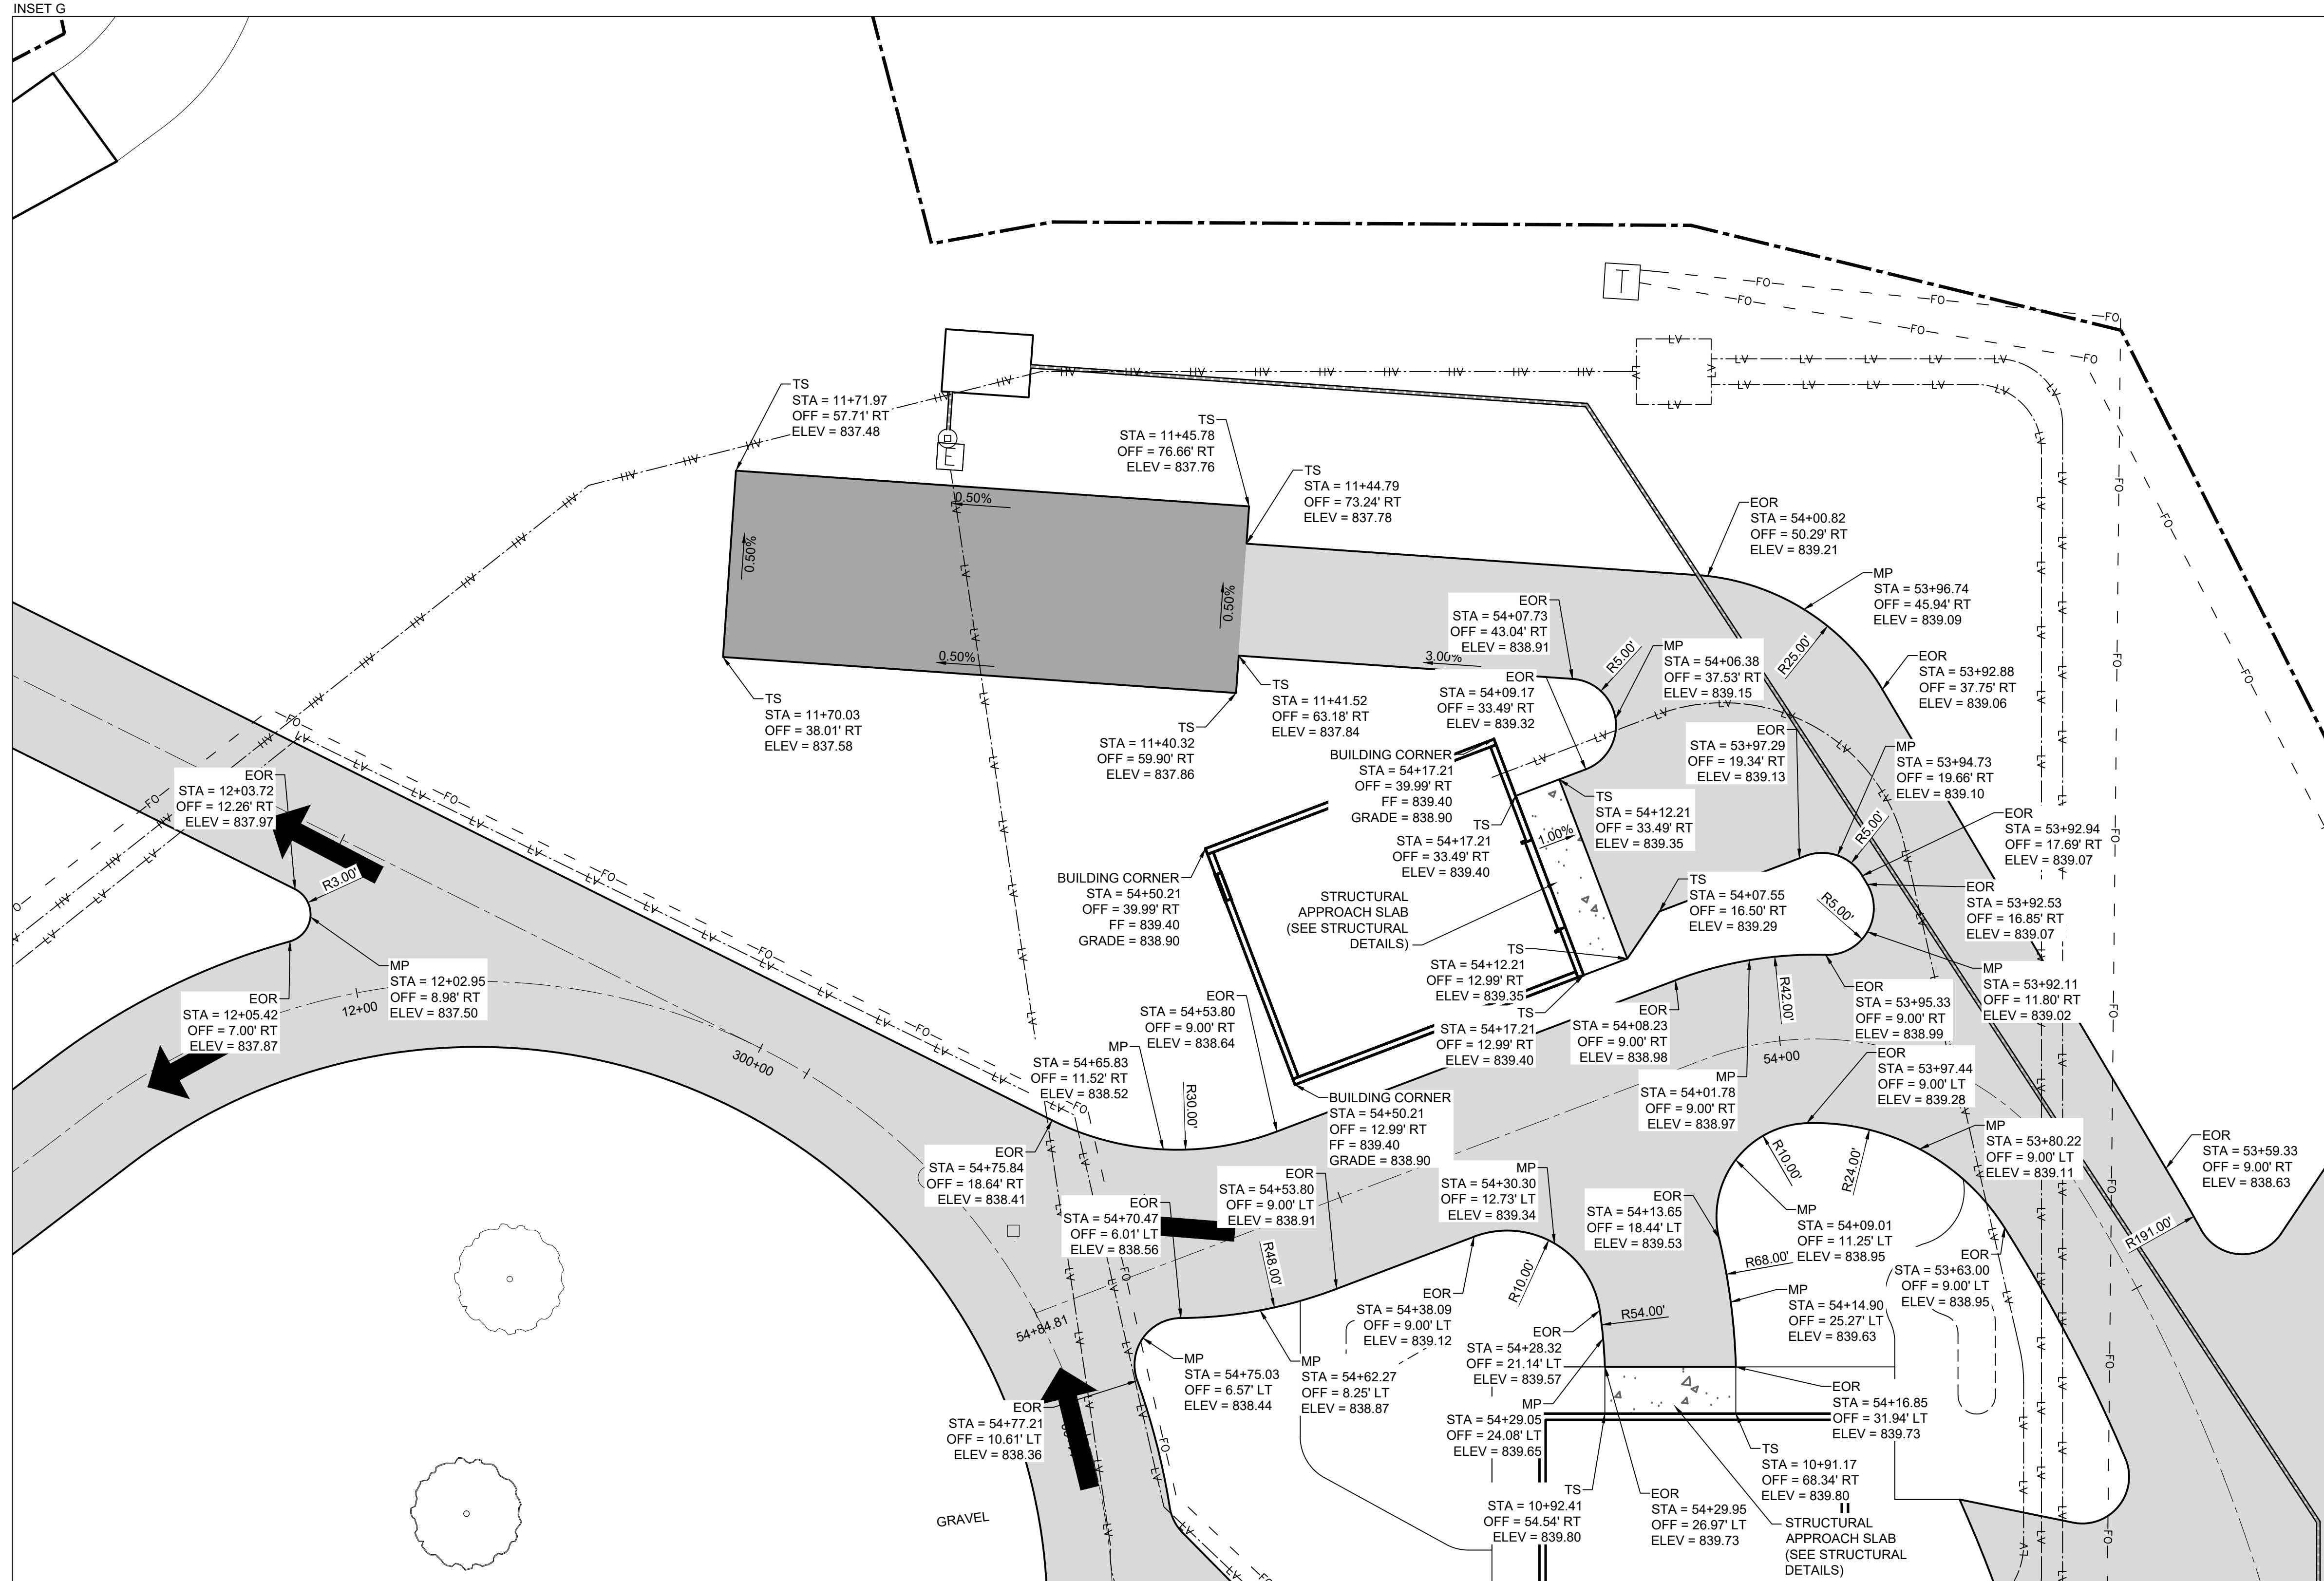 INSET G
TS
STA = 11+71.97
OFF = 57.71' RT
ELEV = 837.48
TS
STA = 11+45.78
OFF = 76.66' RT
ELEV = 837.76
TS
STA = 11+44.79
OFF = 73.24' RT
ELEV = 837.78
EOR
STA = 54+00.82
OFF = 50.29' RT
ELEV = 839.21
MP
STA = 53+96.74
OFF = 45.94' RT
ELEV = 839.09
T
E
0.50%
0.50%
0.50%
0.50%
3.00%
EOR
STA = 54+07.73
OFF = 43.04' RT
ELEV = 838.91
R5.00'
MP
STA = 54+06.38
OFF = 37.53' RT
ELEV = 839.15
R25.00'
EOR
STA = 53+92.88
OFF = 37.75' RT
ELEV = 839.06
EOR
STA = 54+09.17
OFF = 33.49' RT
ELEV = 839.32
TS
STA = 11+70.03
OFF = 38.01' RT
ELEV = 837.58
TS
STA = 11+41.52
OFF = 63.18' RT
ELEV = 837.84
TS
STA = 11+40.32
OFF = 59.90' RT
ELEV = 837.86
EOR
STA = 53+97.29
OFF = 19.34' RT
ELEV = 839.13
MP
STA = 53+94.73
OFF = 19.66' RT
ELEV = 839.10
BUILDING CORNER
STA = 54+17.21
OFF = 39.99' RT
FF = 839.40
GRADE = 838.90
TS
STA = 54+12.21
OFF = 33.49' RT
ELEV = 839.35
TS
STA = 54+17.21
OFF = 33.49' RT
ELEV = 839.40
1.00%
R5.00'
EOR
STA = 53+92.94
OFF = 17.69' RT
ELEV = 839.07
EOR
STA = 12+03.72
OFF = 12.26' RT
ELEV = 837.97
R3.00'
BUILDING CORNER
STA = 54+50.21
OFF = 39.99' RT
FF = 839.40
GRADE = 838.90
STRUCTURAL
APPROACH SLAB
(SEE STRUCTURAL
DETAILS)
TS
STA = 54+07.55
OFF = 16.50' RT
ELEV = 839.29
R5.00'
EOR
STA = 53+92.53
OFF = 16.85' RT
ELEV = 839.07
TS
STA = 54+12.21
OFF = 12.99' RT
ELEV = 839.35
MP
STA = 53+92.11
OFF = 11.80' RT
ELEV = 839.02
MP
STA = 12+02.95
OFF = 8.98' RT
ELEV = 837.50
EOR
STA = 12+05.42
OFF = 7.00' RT
ELEV = 837.87
12+00
300+00
EOR
STA = 54+53.80
OFF = 9.00' RT
ELEV = 838.64
TS
STA = 54+17.21
OFF = 12.99' RT
ELEV = 839.40
EOR
STA = 54+08.23
OFF = 9.00' RT
ELEV = 838.98
R42.00'
EOR
STA = 53+95.33
OFF = 9.00' RT
ELEV = 838.99
54+00
MP
STA = 54+65.83
OFF = 11.52' RT
ELEV = 838.52
R30.00'
BUILDING CORNER
STA = 54+50.21
OFF = 12.99' RT
FF = 839.40
GRADE = 838.90
MP
STA = 54+01.78
OFF = 9.00' RT
ELEV = 838.97
EOR
STA = 53+97.44
OFF = 9.00' LT
ELEV = 839.28
MP
STA = 53+80.22
OFF = 9.00' LT
ELEV = 839.11
EOR
STA = 53+59.33
OFF = 9.00' RT
ELEV = 838.63
EOR
STA = 54+75.84
OFF = 18.64' RT
ELEV = 838.41
EOR
STA = 54+70.47
OFF = 6.01' LT
ELEV = 838.56
EOR
STA = 54+53.80
OFF = 9.00' LT
ELEV = 838.91
MP
STA = 54+30.30
OFF = 12.73' LT
ELEV = 839.34
EOR
STA = 54+13.65
OFF = 18.44' LT
ELEV = 839.53
R10.00'
R24.00'
MP
STA = 54+09.01
OFF = 11.25' LT
ELEV = 838.95
R191.00'
R48.00'
R10.00'
R68.00'
EOR
STA = 53+63.00
OFF = 9.00' LT
ELEV = 838.95
54+84.81
EOR
STA = 54+38.09
OFF = 9.00' LT
ELEV = 839.12
R54.00'
MP
STA = 54+14.90
OFF = 25.27' LT
ELEV = 839.63
MP
STA = 54+75.03
OFF = 6.57' LT
ELEV = 838.44
MP
STA = 54+62.27
OFF = 8.25' LT
ELEV = 838.87
EOR
STA = 54+28.32
OFF = 21.14' LT
ELEV = 839.57
EOR
STA = 54+16.85
OFF = 31.94' LT
ELEV = 839.73
EOR
STA = 54+77.21
OFF = 10.61' LT
ELEV = 838.36
MP
STA = 54+29.05
OFF = 24.08' LT
ELEV = 839.65
TS
STA = 10+91.17
OFF = 68.34' RT
ELEV = 839.80
TS
STA = 10+92.41
OFF = 54.54' RT
ELEV = 839.80
EOR
STA = 54+29.95
OFF = 26.97' LT
ELEV = 839.73
STRUCTURAL
APPROACH SLAB
(SEE STRUCTURAL
DETAILS)
GRAVEL